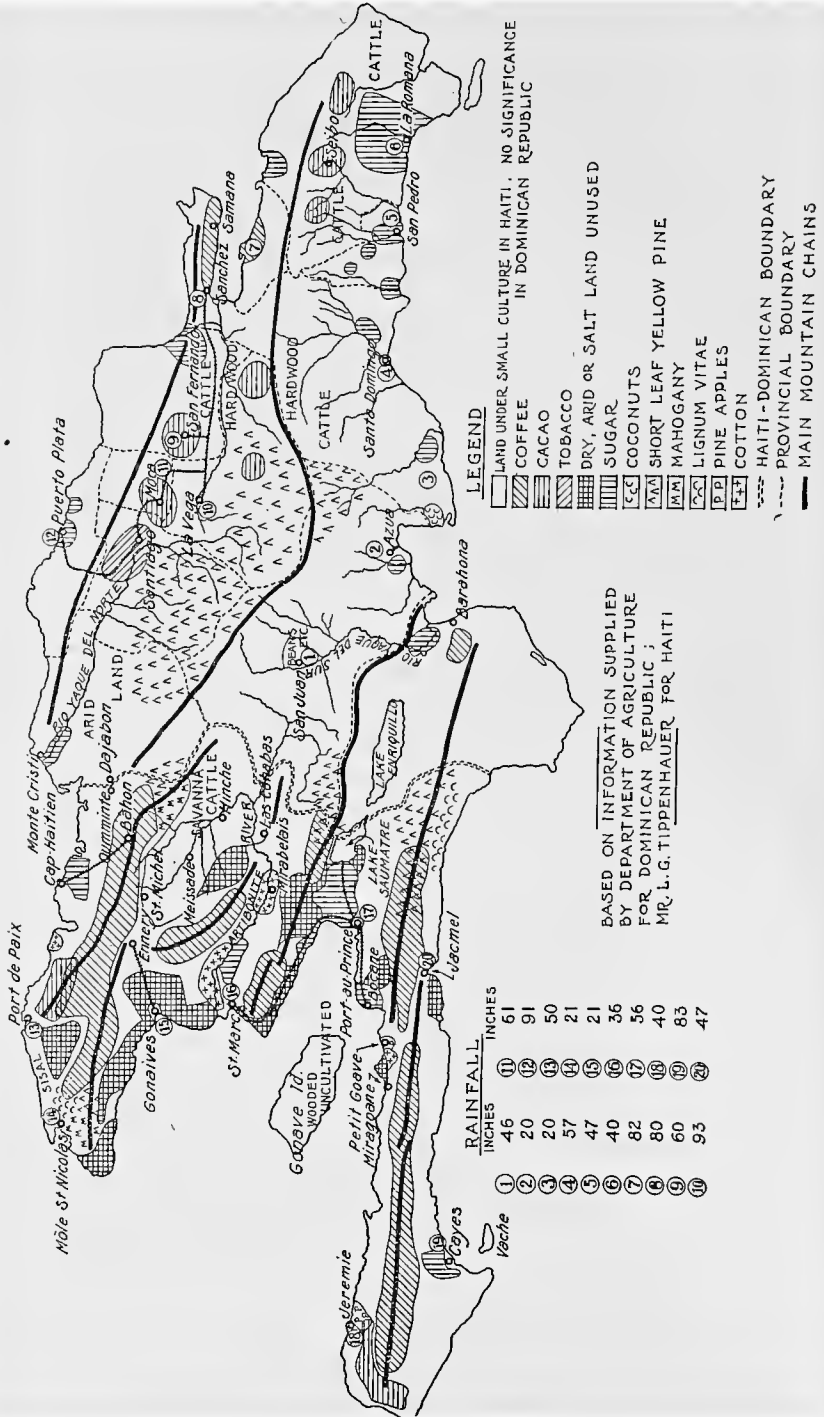 Port de Paix
Môle St Nicolas
SISAL
Monte Cristi
Cap-Haitien
Ouanminte
Dajabon
Bahon
Ennery
St. Michel
Gonaives
Meissade
SAVANNA
CATTLE
Hinche
ARTIBONITE RIVER
Las Cahobas
Mirabelais
St. Marc
Gonave Id.
WOODED
UNCULTIVATED
Port-au Prince
LAKE
SAUMATRE
LAKE ENRIQUILLO
Petit Goave
Miragoane
Jeremie
Cayes
Vache
Jacmel
Puerto Plata
RIO YAQUE DEL NORTE
ARID
LAND
Santiago
Moca
La Vega
San Fernando
CATTLE
HARDWOOD
HARDWOOD
CATTLE
Sanchez
Samana
San Juan
BEANS
ETC.
RIO YAQUE DEL SUR
Azua
Barahona
Santo Domingo
CATTLE
Seibo
CATTLE
La Romana
San Pedro
LEGEND
LAND UNDER SMALL CULTURE IN HAITI, NO SIGNIFICANCE
IN DOMINICAN REPUBLIC
COFFEE
CACAO
TOBACCO
DRY, ARID OR SALT LAND UNUSED
SUGAR
COCONUTS
SHORT LEAF YELLOW PINE
MAHOGANY
LIGNUM VITAE
PINE APPLES
COTTON
HAITI-DOMINICAN BOUNDARY
PROVINCIAL BOUNDARY
MAIN MOUNTAIN CHAINS
BASED ON INFORMATION SUPPLIED
BY DEPARTMENT OF AGRICULTURE
FOR DOMINICAN REPUBLIC ;
MR. L. G. TIPPENHAUER FOR HAITI
RAINFALL
INCHES INCHES
① 46 ⑪ 61
② 20 ⑫ 91
③ 20 ⑬ 50
④ 57 ⑭ 21
⑤ 47 ⑮ 21
⑥ 40 ⑯ 36
⑦ 82 ⑰ 56
⑧ 80 ⑱ 40
⑨ 60 ⑲ 83
⑩ 93 ⑳ 47